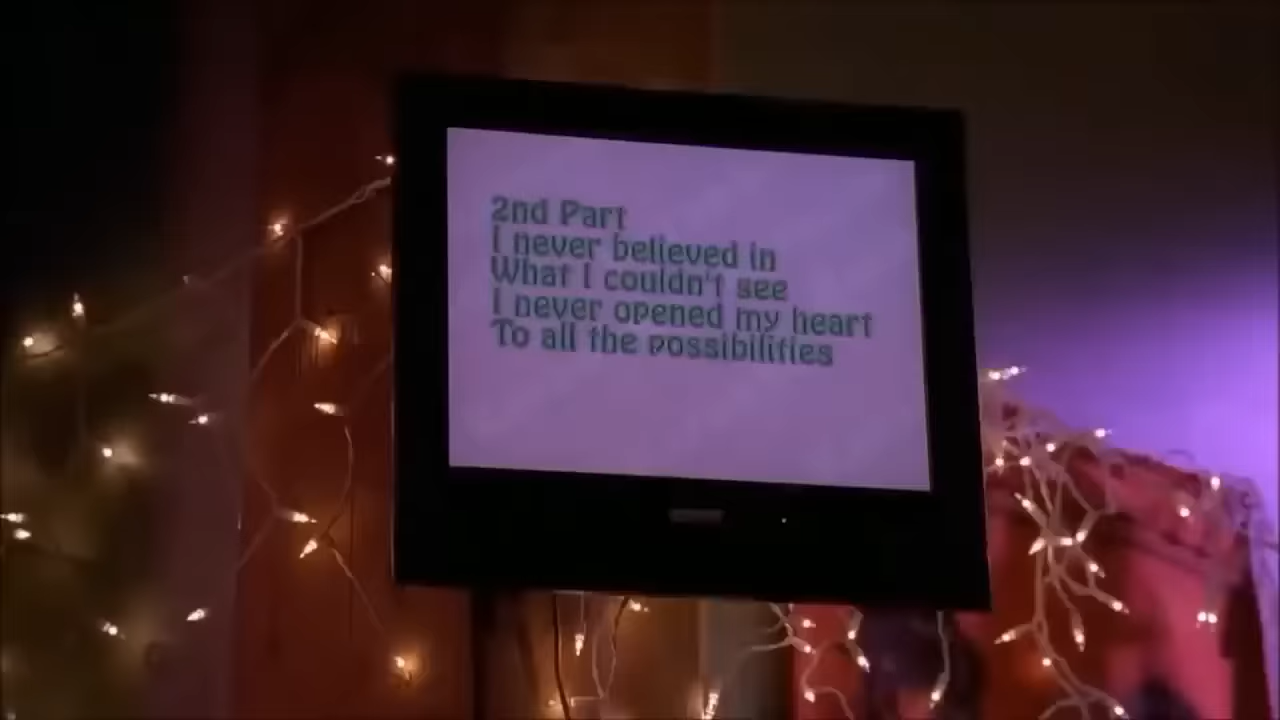 2nd Part
I never believed in
What I couldn't see
I never opened my heart
To all the possibilities